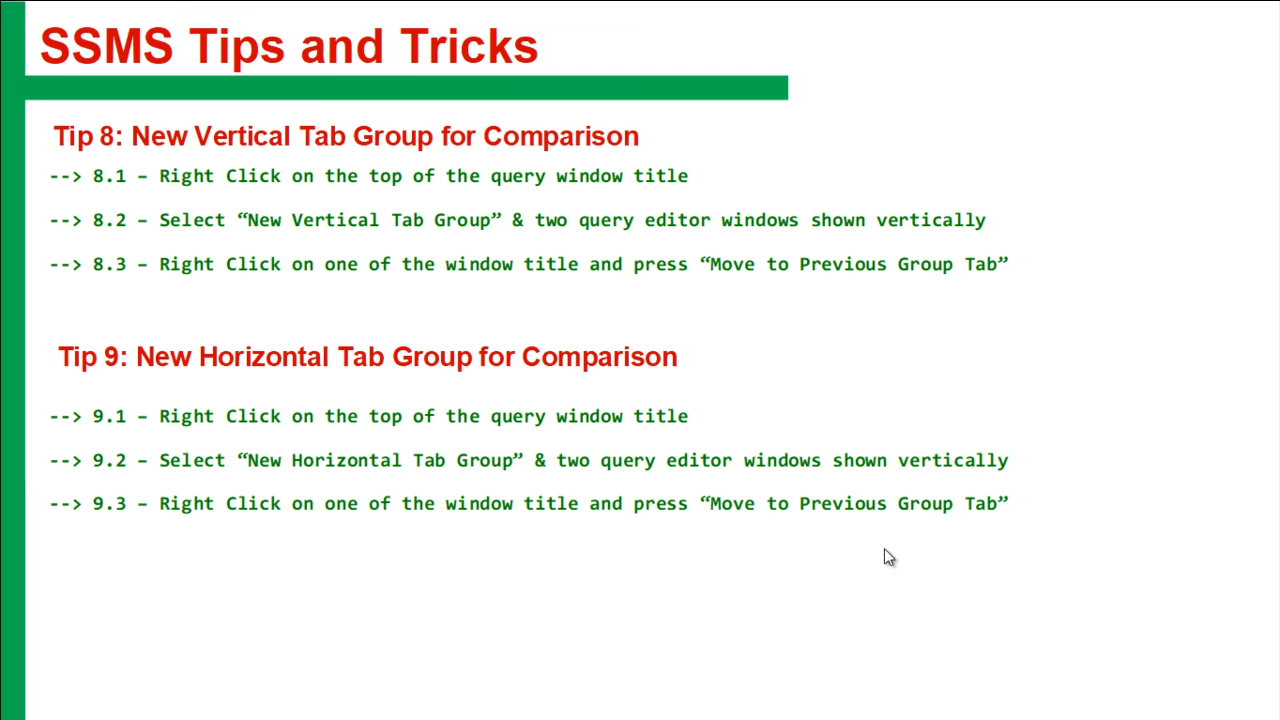 SSMS Tips and Tricks
Tip 8: New Vertical Tab Group for Comparison
--> 8.1 – Right Click on the top of the query window title
--> 8.2 – Select “New Vertical Tab Group” & two query editor windows shown vertically
--> 8.3 – Right Click on one of the window title and press “Move to Previous Group Tab”
Tip 9: New Horizontal Tab Group for Comparison
--> 9.1 – Right Click on the top of the query window title
--> 9.2 – Select “New Horizontal Tab Group” & two query editor windows shown vertically
--> 9.3 – Right Click on one of the window title and press “Move to Previous Group Tab”